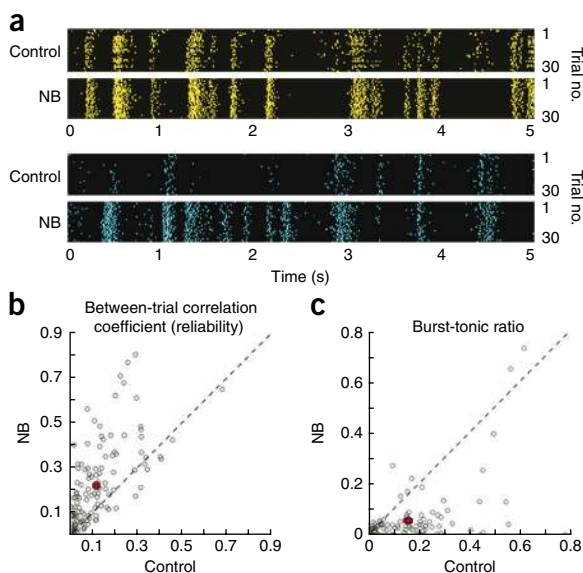 a
Control
1
30
Trial no.
NB
1
30
0 1 2 3 4 5
Control
1
30
Trial no.
NB
1
30
0 1 2 3 4 5
Time (s)
b
Between-trial correlation
coefficient (reliability)
0.9
0.7
0.5
0.3
0.1
NB
0.1 0.3 0.5 0.7 0.9
Control
c
Burst-tonic ratio
0.8
0.6
0.4
0.2
0
NB
0 0.2 0.4 0.6 0.8
Control